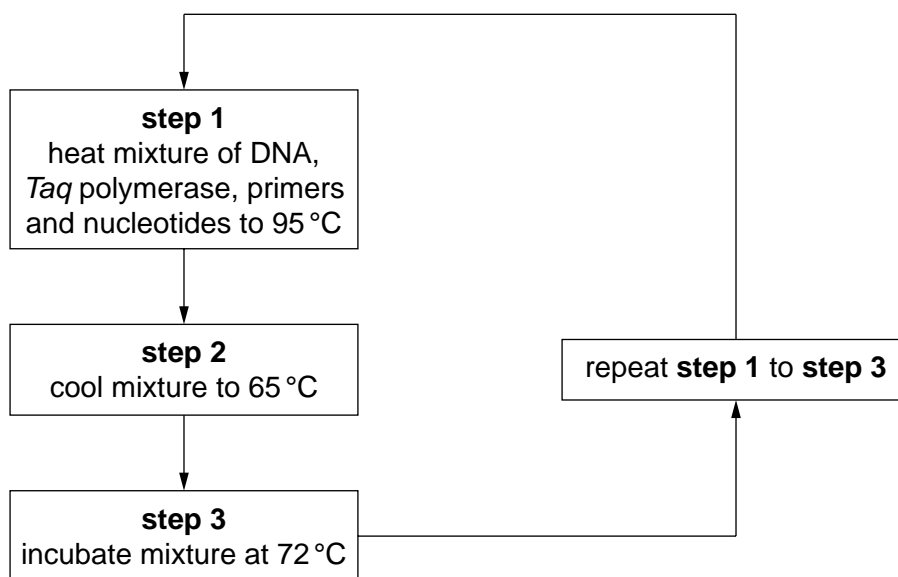 step 1
heat mixture of DNA,
Taq polymerase, primers
and nucleotides to 95 °C
step 2
cool mixture to 65 °C
repeat step 1 to step 3
step 3
incubate mixture at 72 °C